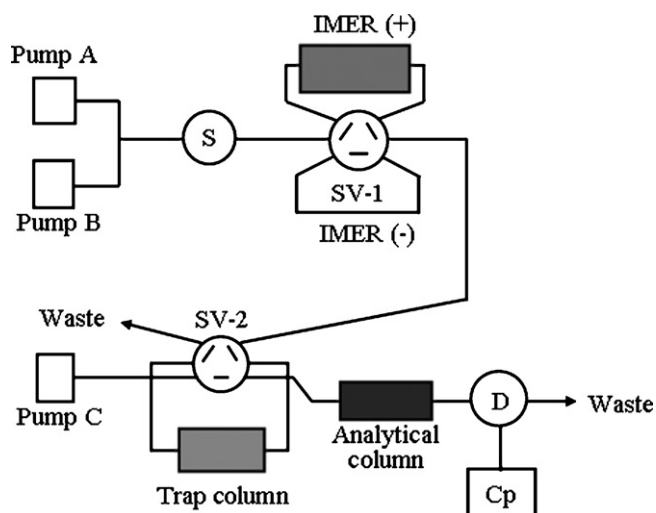 IMER (+)
Pump A
S
SV-1
Pump B
IMER (-)
Waste
SV-2
Pump C
D
Waste
Analytical
column
Trap column
Cp